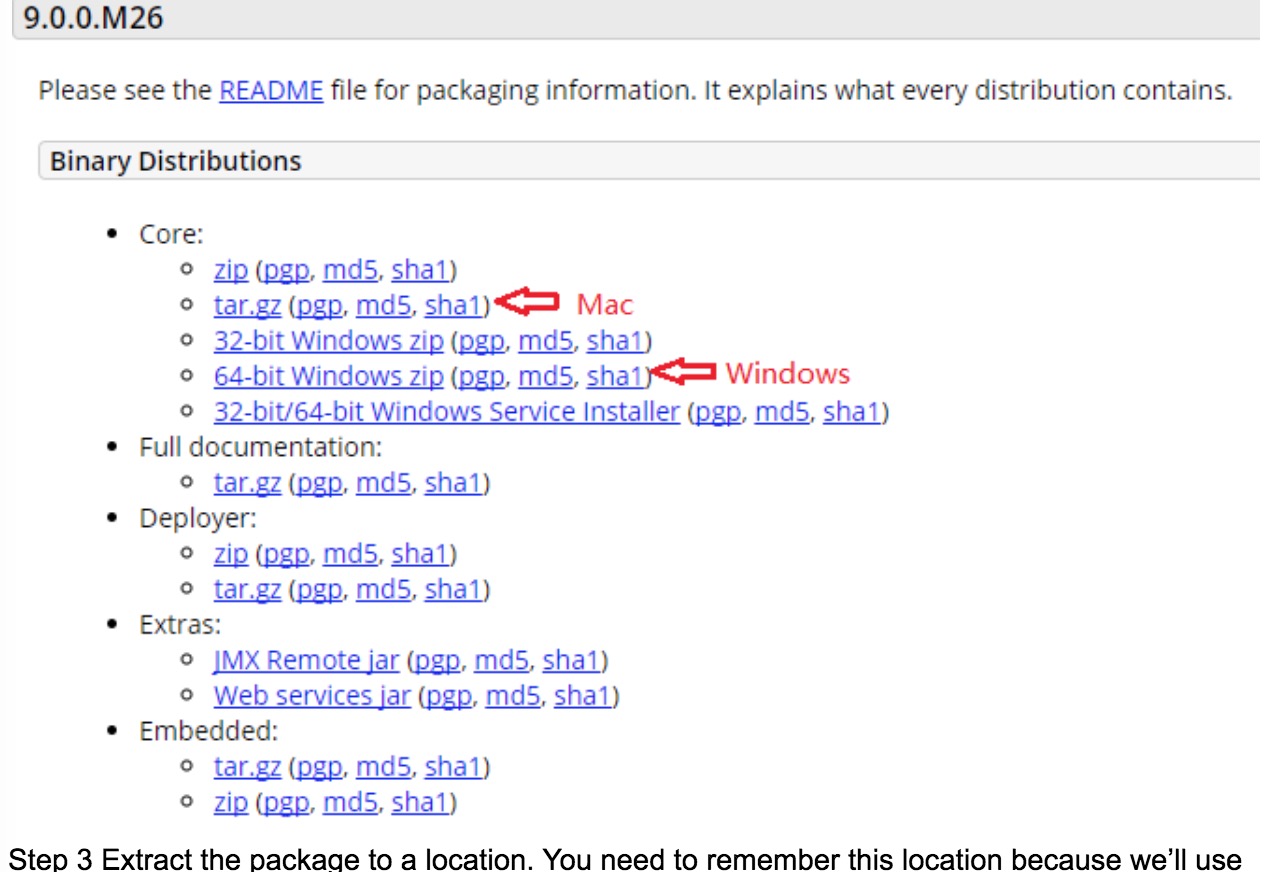 9.0.0.M26
Please see the README file for packaging information. It explains what every distribution contains.
Binary Distributions
Core:
zip (pgp, md5, sha1)
tar.gz (pgp, md5, sha1) Mac
32-bit Windows zip (pgp, md5, sha1)
64-bit Windows zip (pgp, md5, sha1) Windows
32-bit/64-bit Windows Service Installer (pgp, md5, sha1)
Full documentation:
tar.gz (pgp, md5, sha1)
Deployer:
zip (pgp, md5, sha1)
tar.gz (pgp, md5, sha1)
Extras:
JMX Remote jar (pgp, md5, sha1)
Web services jar (pgp, md5, sha1)
Embedded:
tar.gz (pgp, md5, sha1)
zip (pgp, md5, sha1)
Step 3 Extract the package to a location. You need to remember this location because we’ll use